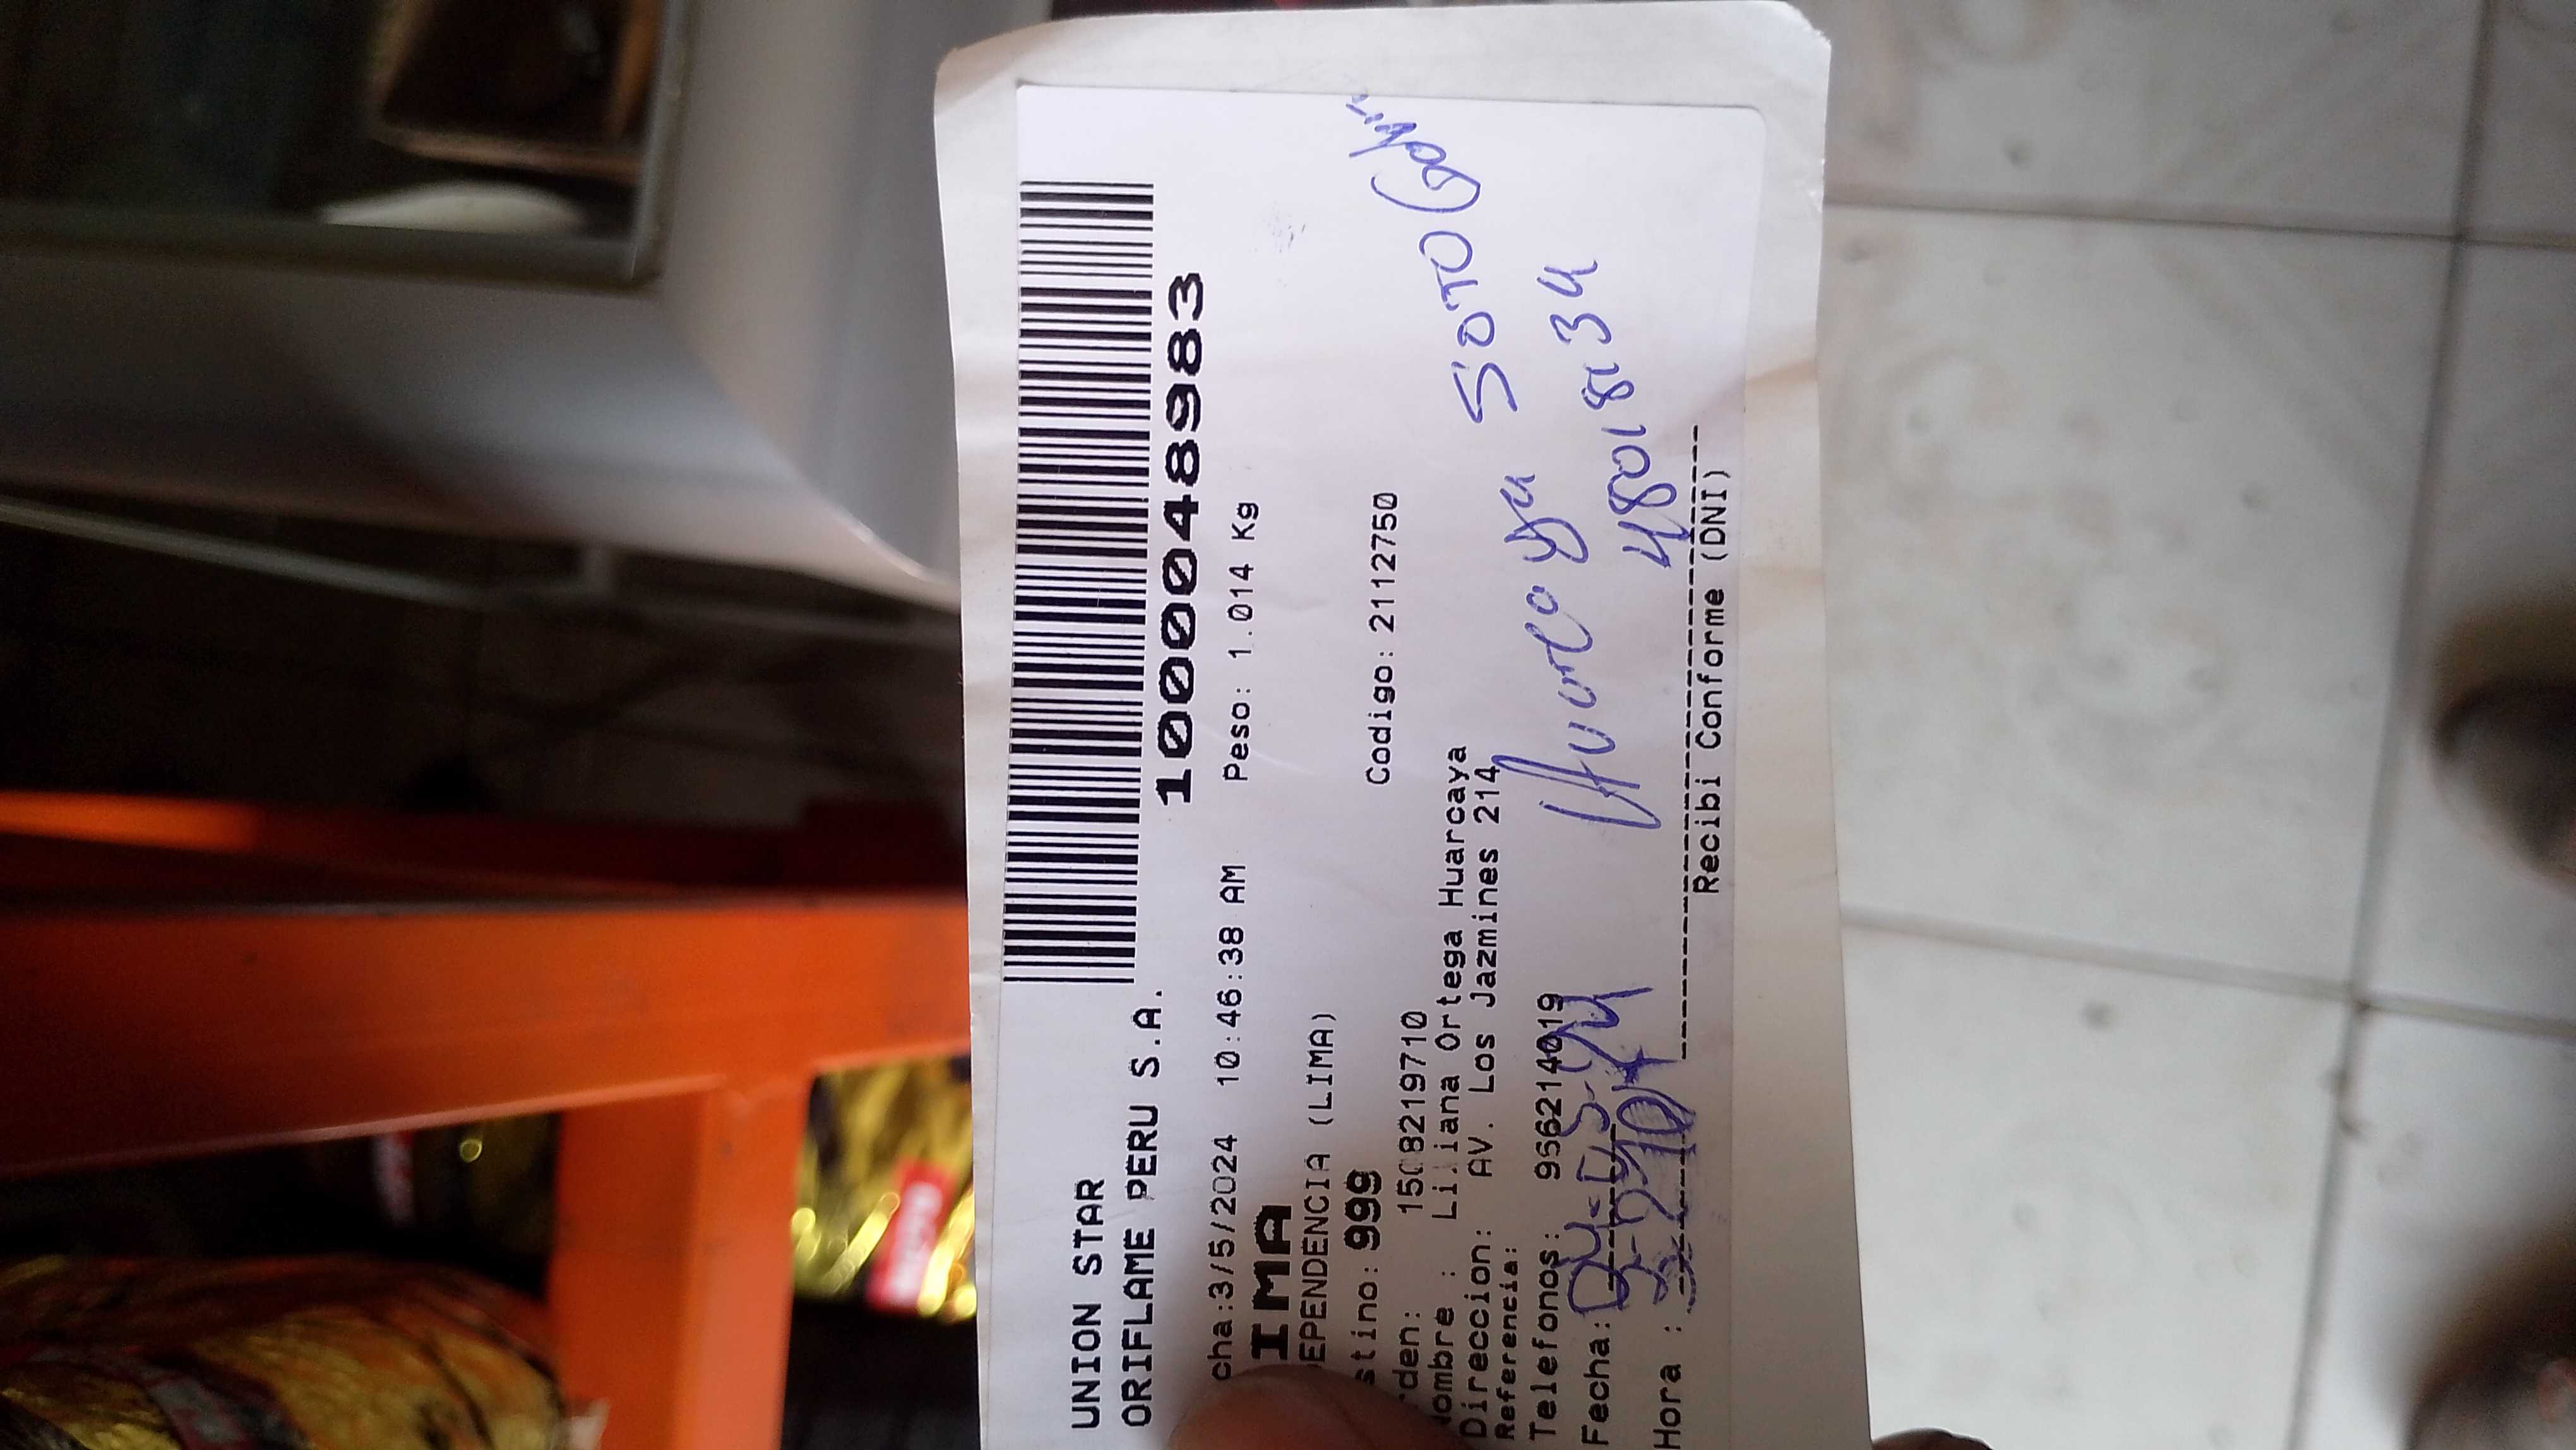 UNION STAR
ORIFLAME PERU S.A.
10000048983
cha:3/5/2024 10:46:38 AM Peso: 1.014 Kg
IMA
EPENDENCIA (LIMA)
stino: 999
rden: 1508219710 Codigo: 2112750
ombre : Liliana Ortega Huarcaya
Direccion: AV. Los Jazmines 214
Referencia:
Telefonos: 956214019
Fecha:
Hora :
Huarcaya SOTO
48018134
Recibi Conforme (DNI)